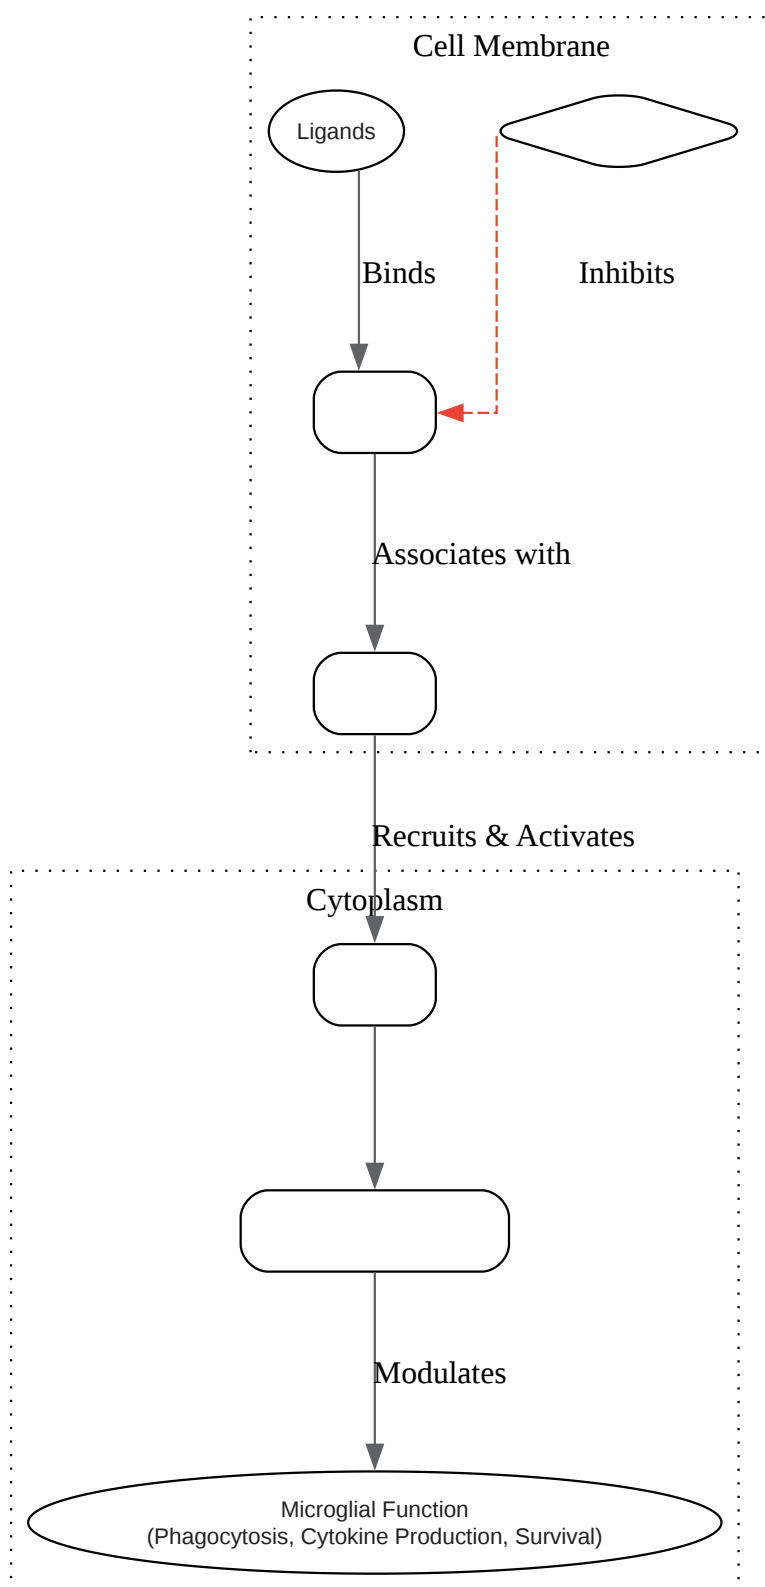 Cell Membrane
Ligands
Binds
Inhibits
Associates with
Recruits & Activates
Cytoplasm
Modulates
Microglial Function
(Phagocytosis, Cytokine Production, Survival)